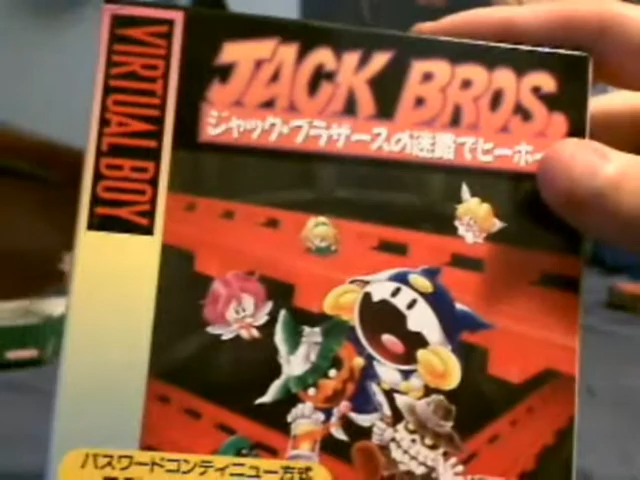 VIRTUAL BOY
JACK BROS.
ジャック・ブラザースの迷路でヒーホー
パスワードコンティニュー方式